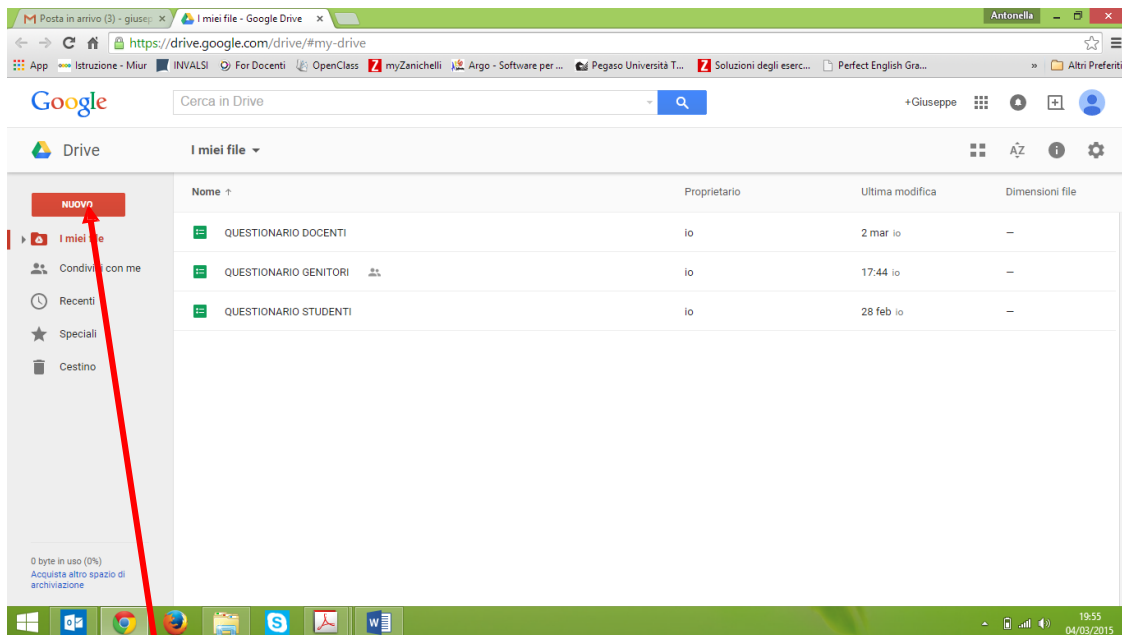 Posta in arrivo (3) - giusep
I miei file - Google Drive
Antonella
https://drive.google.com/drive/#my-drive
App
Istruzione - Miur
INVALSI
For Docenti
OpenClass
myZanichelli
Argo - Software per ...
Pegaso Università T...
Soluzioni degli eserc...
Perfect English Gra...
»
Altri Preferiti
Google
Cerca in Drive
+Giuseppe
Drive
I miei file
AZ
NUOVO
I miei file
Condivisi con me
Recenti
Speciali
Cestino
Nome ↑
Proprietario
Ultima modifica
Dimensioni file
QUESTIONARIO DOCENTI
io
2 mar io
–
QUESTIONARIO GENITORI
io
17:44 io
–
QUESTIONARIO STUDENTI
io
28 feb io
–
0 byte in uso (0%)
Acquista altro spazio di
archiviazione
19:55
04/03/2015